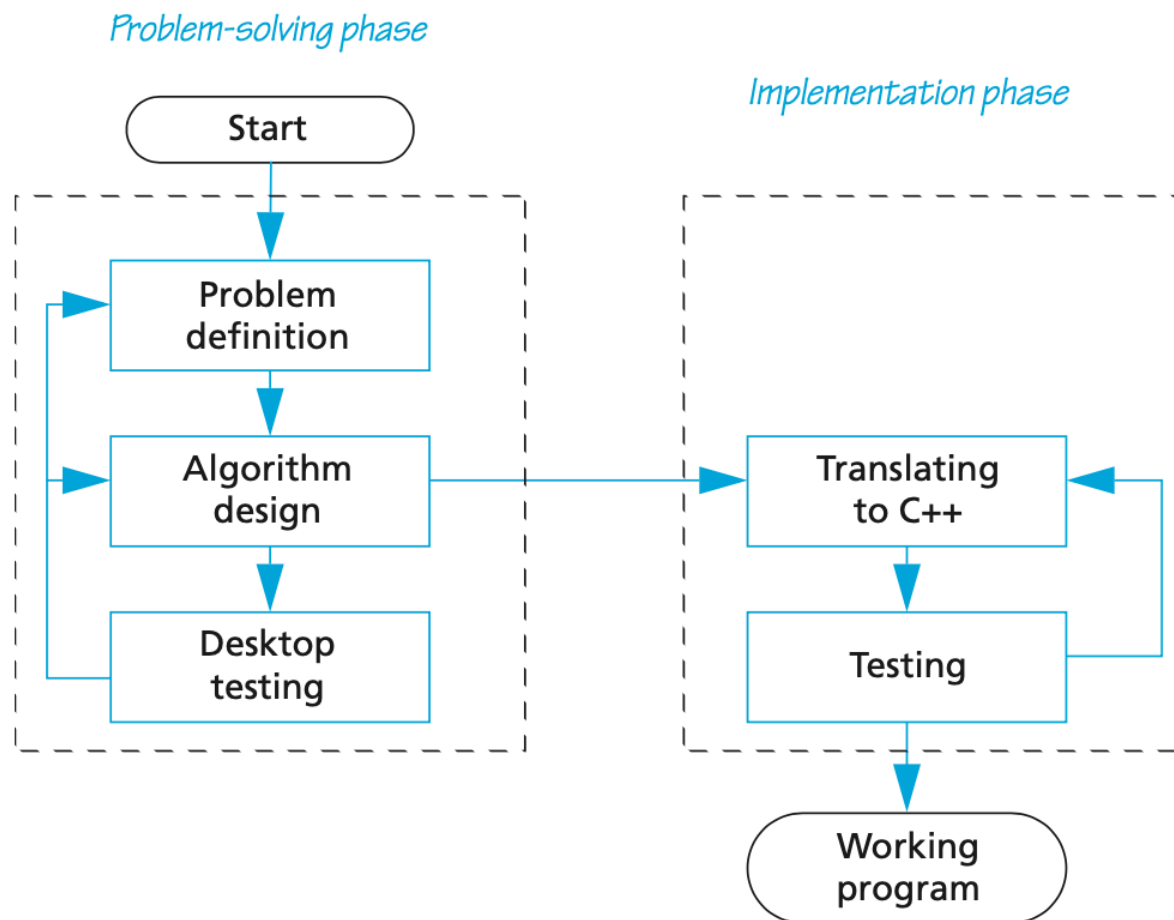 Problem-solving phase
Implementation phase
Start
Problem
definition
Algorithm
design
Desktop
testing
Translating
to C++
Testing
Working
program